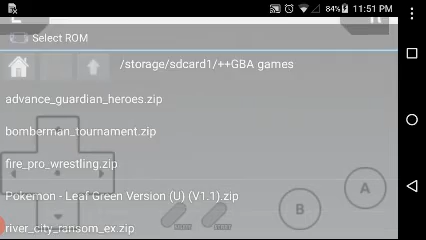 84% 11:51 PM
L
R
Select ROM
/storage/sdcard1/++GBA games
advance_guardian_heroes.zip
bomberman_tournament.zip
fire_pro_wrestling.zip
Pokemon - Leaf Green Version (U) (V1.1).zip
river_city_ransom_ex.zip
A
B
START